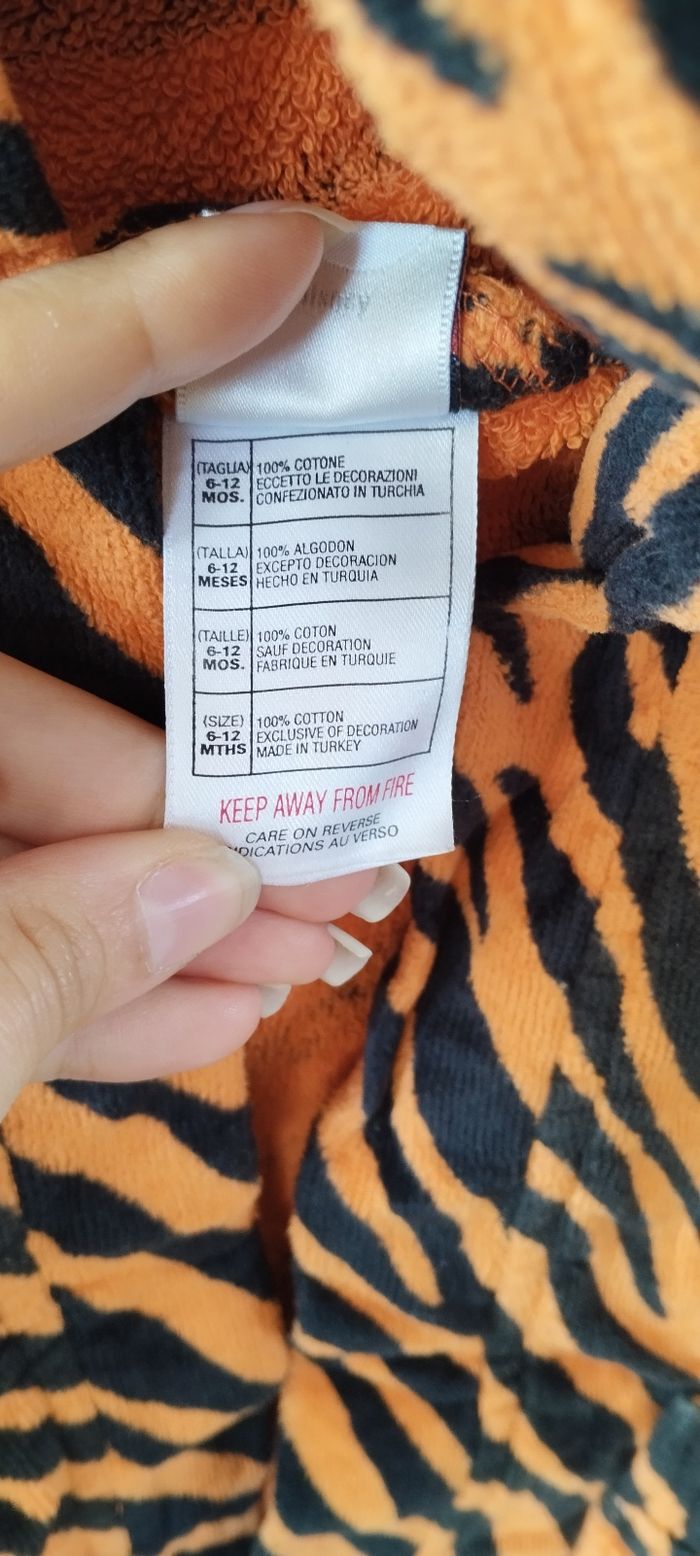 (TAGLIA)
6-12
MOS.
100% COTONE
ECCETTO LE DECORAZIONI
CONFEZIONATO IN TURCHIA
(TALLA)
6-12
MESES
100% ALGODON
EXCEPTO DECORACION
HECHO EN TURQUIA
(TAILLE)
6-12
MOS.
100% COTON
SAUF DECORATION
FABRIQUE EN TURQUIE
(SIZE)
6-12
MTHS
100% COTTON
EXCLUSIVE OF DECORATION
MADE IN TURKEY
KEEP AWAY FROM FIRE
CARE ON REVERSE
AU VERSO